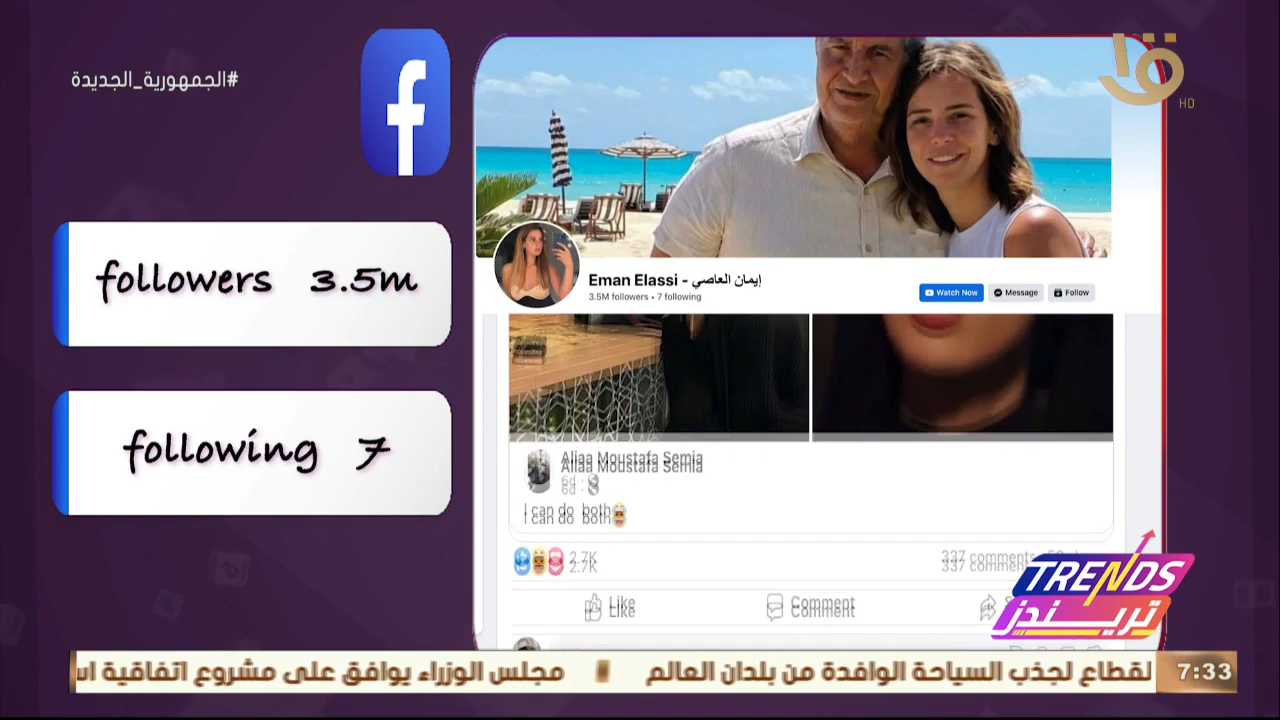 #الجمهورية_الجديدة
HD
followers 3.5m
following 7
Eman Elassi - إيمان العاصي
3.5M followers • 7 following
Watch Now
Message
Follow
Aliaa Moustafa Semia
6d
I can do both
2.7K
337 comments
Like
Comment
TRENDS
تريندز
لقطاع لجذب السياحة الوافدة من بلدان العالم
مجلس الوزراء يوافق على مشروع اتفاقية
7:33